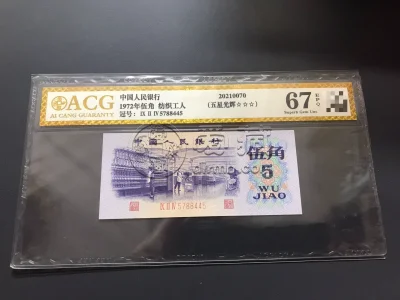 ACG
AI CANG GUARANTY
中国人民银行
1972年伍角 纺织工人
冠号: IX II IV 5788445
20210070
(五星光辉☆☆☆)
67 EPQ
Superb Gem Unc
中国人民银行
伍角
5
WU
JIAO
IX II IV 5788445